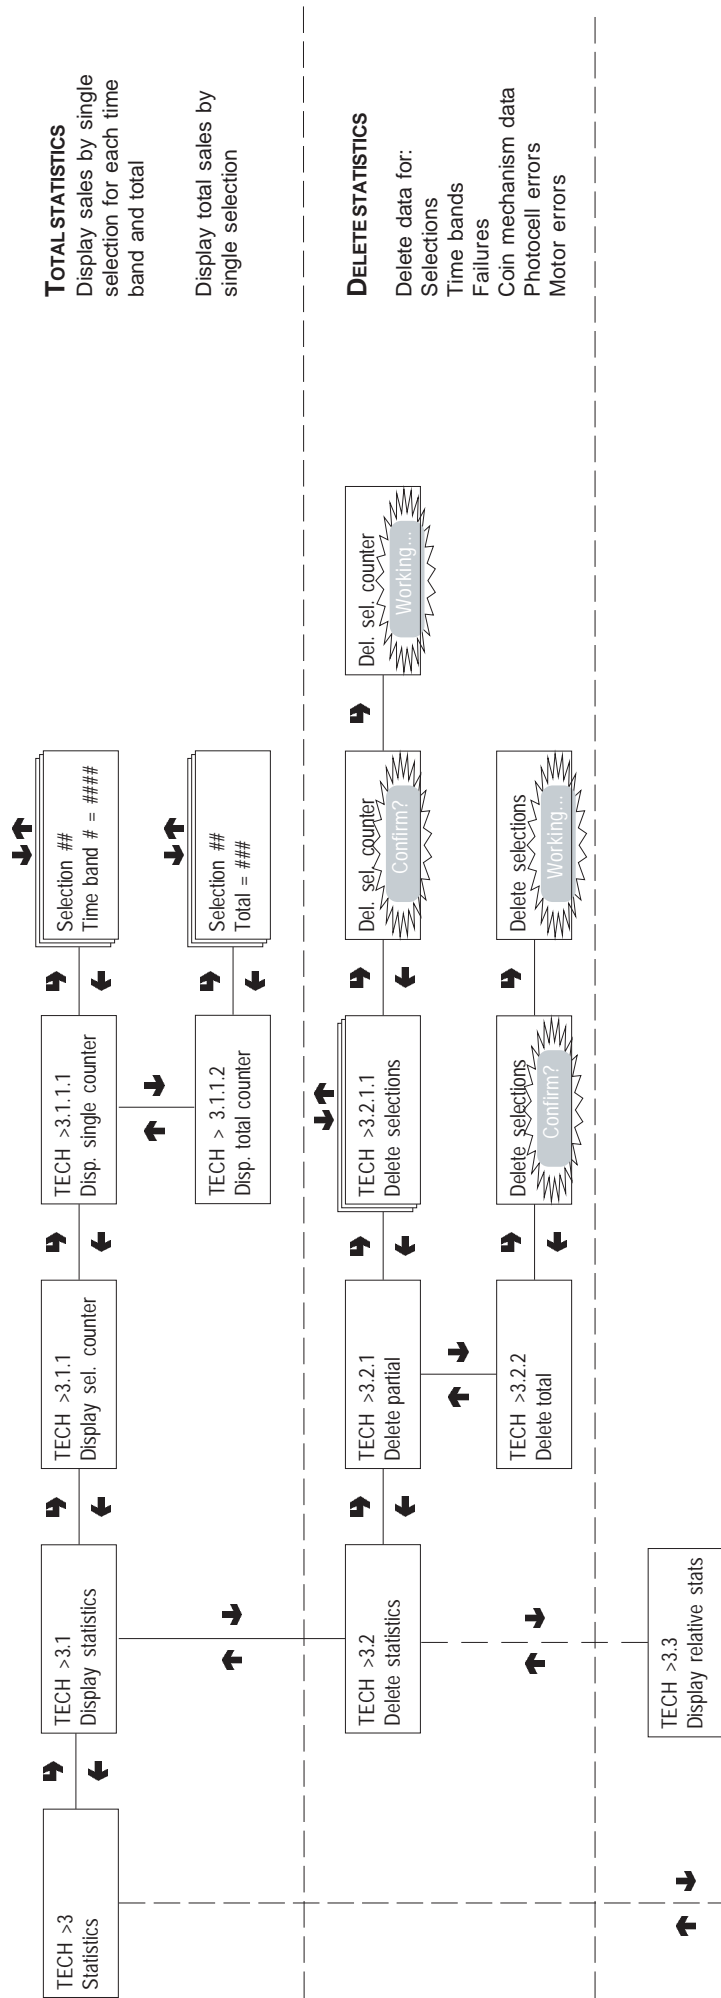 TECH >3
Statistics
TECH >3.1
Display statistics
TECH >3.1.1
Display sel. counter
TECH >3.1.1.1
Disp. single counter
Selection ##
Time band # = ####
TOTAL STATISTICS
Display sales by single
selection for each time
band and total
TECH > 3.1.1.2
Disp. total counter
Selection ##
Total = ###
Display total sales by
single selection
TECH >3.2
Delete statistics
TECH >3.2.1
Delete partial
TECH >3.2.1.1
Delete selections
Del. sel. counter
Confirm?
Del. sel. counter
Working...
DELETE STATISTICS
Delete data for:
Selections
Time bands
Failures
Coin mechanism data
Photocell errors
Motor errors
TECH >3.2.2
Delete total
Delete selections
Confirm?
Delete selections
Working...
TECH >3.3
Display relative stats